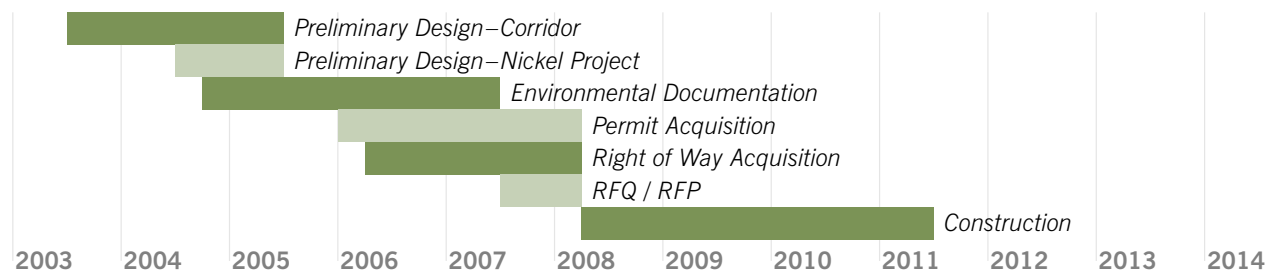 Preliminary Design–Corridor
Preliminary Design–Nickel Project
Environmental Documentation
Permit Acquisition
Right of Way Acquisition
RFQ / RFP
Construction
2003 2004 2005 2006 2007 2008 2009 2010 2011 2012 2013 2014